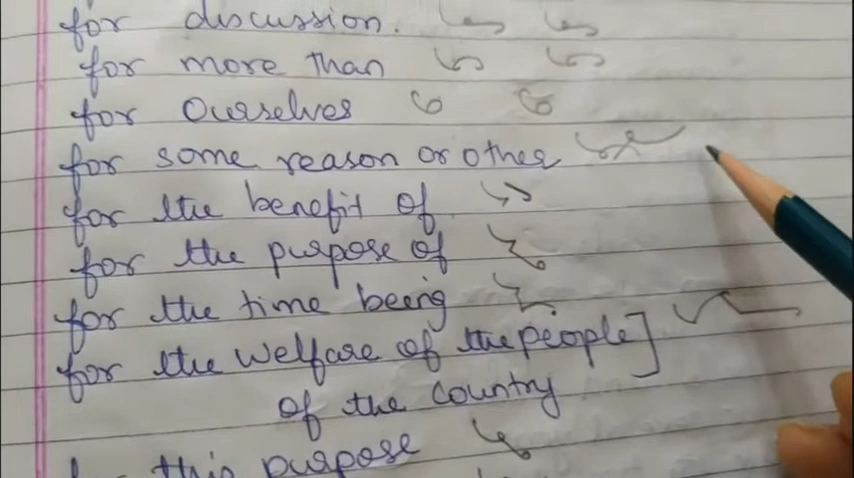 for discussion.
for more than
for Ourselves
for some reason or other
for the benefit of
for the purpose of
for the time being
for the welfare of the people]
of the country
this purpose